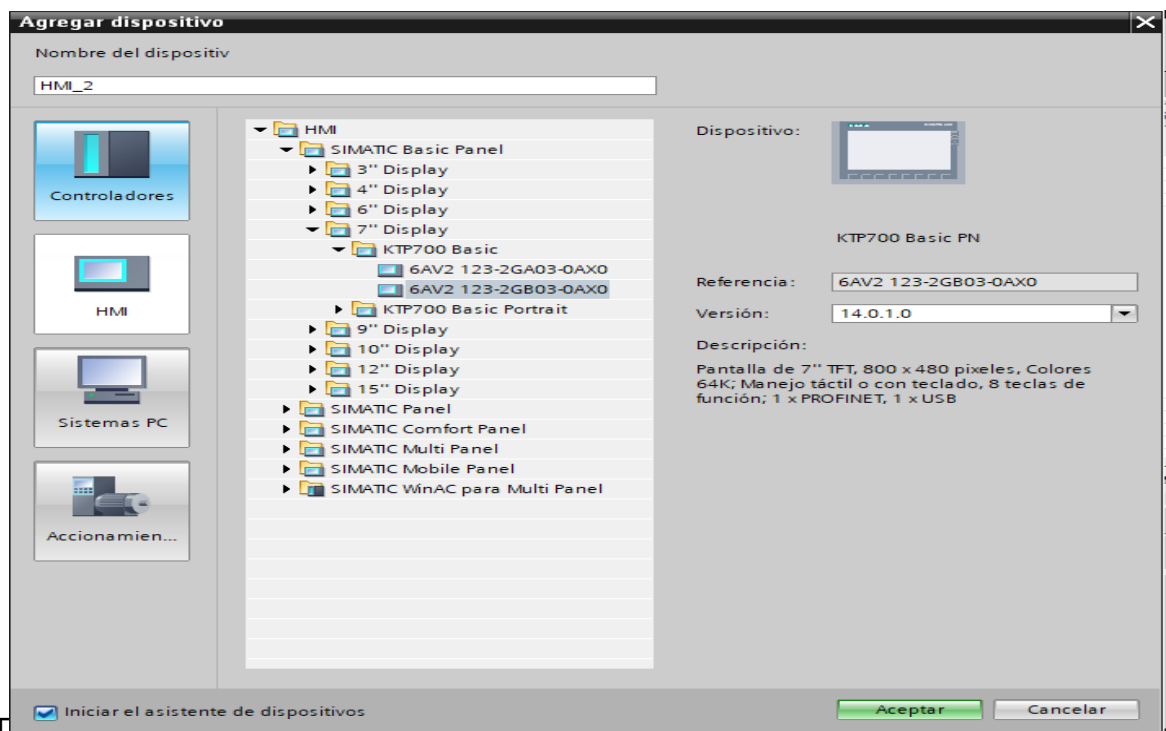 Agregar dispositivo
Nombre del dispositiv
HMI_2
Controladores
HMI
Sistemas PC
Accionamien...
HMI
SIMATIC Basic Panel
3'' Display
4'' Display
6'' Display
7'' Display
KTP700 Basic
6AV2 123-2GA03-0AX0
6AV2 123-2GB03-0AX0
KTP700 Basic Portrait
9'' Display
10'' Display
12'' Display
15'' Display
SIMATIC Panel
SIMATIC Comfort Panel
SIMATIC Multi Panel
SIMATIC Mobile Panel
SIMATIC WinAC para Multi Panel
Dispositivo:
KTP700 Basic PN
Referencia: 6AV2 123-2GB03-0AX0
Versión: 14.0.1.0
Descripción:
Pantalla de 7'' TFT, 800 x 480 pixeles, Colores
64K; Manejo táctil o con teclado, 8 teclas de
función; 1 x PROFINET, 1 x USB
Iniciar el asistente de dispositivos
Aceptar
Cancelar